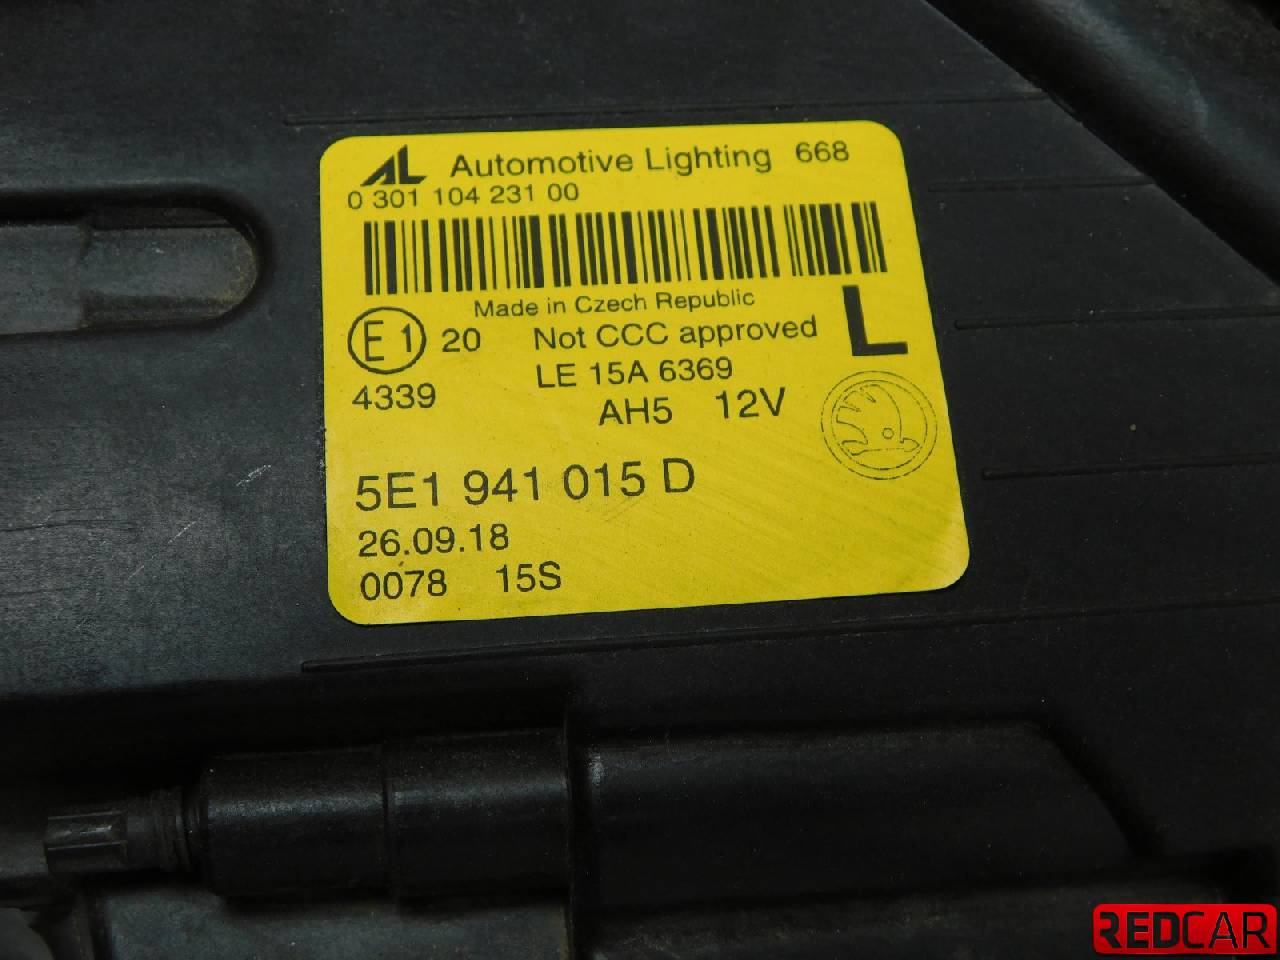 AL Automotive Lighting 668
0 301 104 231 00
Made in Czech Republic
E1 20 Not CCC approved L
4339 LE 15A 6369
AH5 12V
5E1 941 015 D
26.09.18
0078 15S
REDCAR